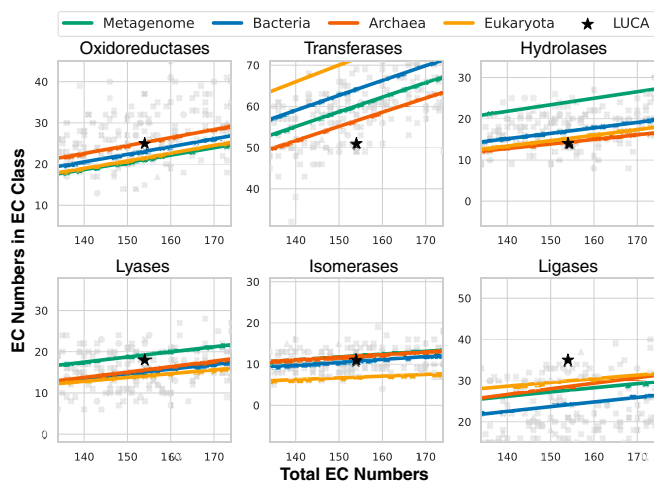 Metagenome Bacteria Archaea Eukaryota LUCA
Oxidoreductases Transferases Hydrolases
40 30 20 10
70 60 50 40
30 20 10 0
140 150 160 170 140 150 160 170 140 150 160 170
EC Numbers in EC Class
Lyases Isomerases Ligases
30 20 10 0
30 20 10 0
50 40 30 20
140 150 160 170 140 150 160 170 140 150 160 170
Total EC Numbers